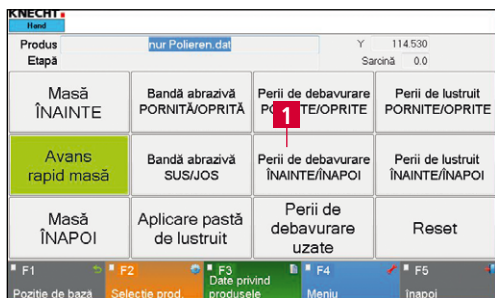 KNECHT
Hand
Produs nur Polieren.dat Y 114.530
Etapă Sarcină 0.0
Masă ÎNAINTE
Bandă abrazivă PORNITĂ/OPRITĂ
Perii de debavurare PORNITE/OPRITE
Perii de lustruit PORNITE/OPRITE
1
Avans rapid masă
Bandă abrazivă SUS/JOS
Perii de debavurare ÎNAINTE/ÎNAPOI
Perii de lustruit ÎNAINTE/ÎNAPOI
Masă ÎNAPOI
Aplicare pastă de lustruit
Perii de debavurare uzate
Reset
F1 Poziție de bază
F2 Selecție prod.
F3 Date privind produsele
F4 Meniu
F5 Înapoi